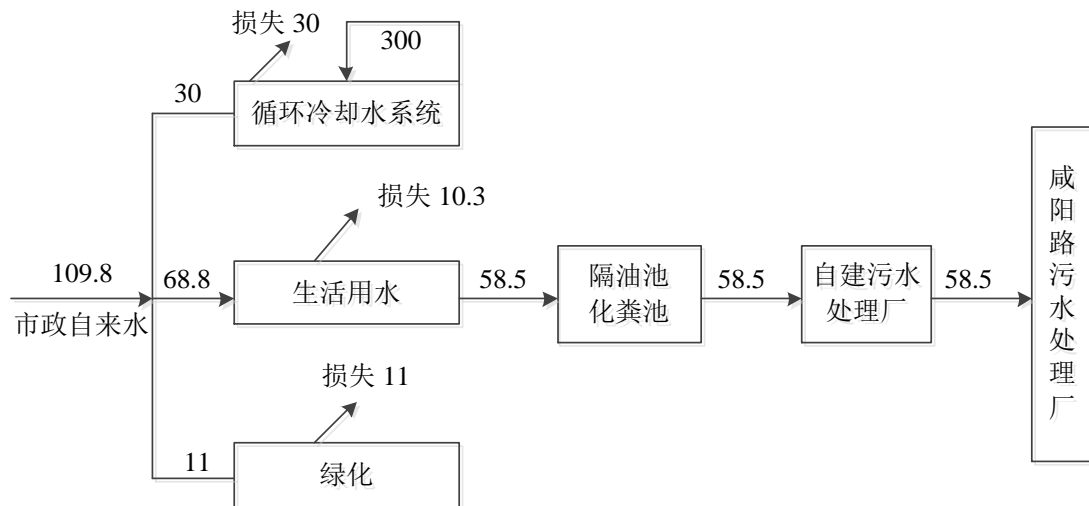 损失 30
300
30
循环冷却水系统
损失 10.3
109.8
68.8
生活用水
58.5
隔油池
化粪池
58.5
自建污水
处理厂
58.5
咸
阳
路
污
水
处
理
厂
市政自来水
损失 11
11
绿化